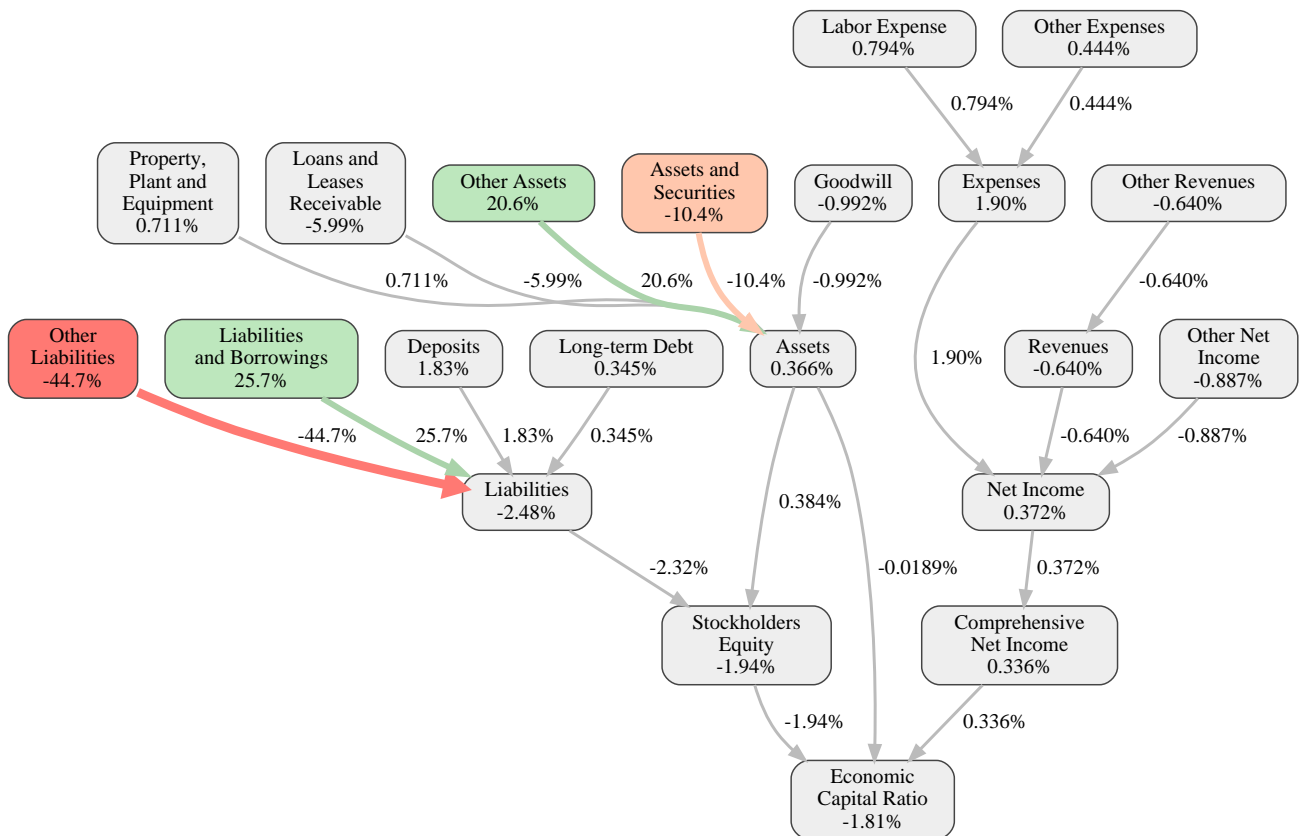 Labor Expense
0.794%
Other Expenses
0.444%
0.794%
0.444%
Property,
Plant and
Equipment
0.711%
Loans and
Leases
Receivable
-5.99%
Other Assets
20.6%
Assets and
Securities
-10.4%
Goodwill
-0.992%
Expenses
1.90%
Other Revenues
-0.640%
0.711%
-5.99%
20.6%
-10.4%
-0.992%
-0.640%
Other
Liabilities
-44.7%
Liabilities
and Borrowings
25.7%
Deposits
1.83%
Long-term Debt
0.345%
Assets
0.366%
1.90%
Revenues
-0.640%
Other Net
Income
-0.887%
-44.7%
25.7%
1.83%
0.345%
-0.640%
-0.887%
Liabilities
-2.48%
0.384%
Net Income
0.372%
-2.32%
-0.0189%
0.372%
Stockholders
Equity
-1.94%
Comprehensive
Net Income
0.336%
-1.94%
0.336%
Economic
Capital Ratio
-1.81%